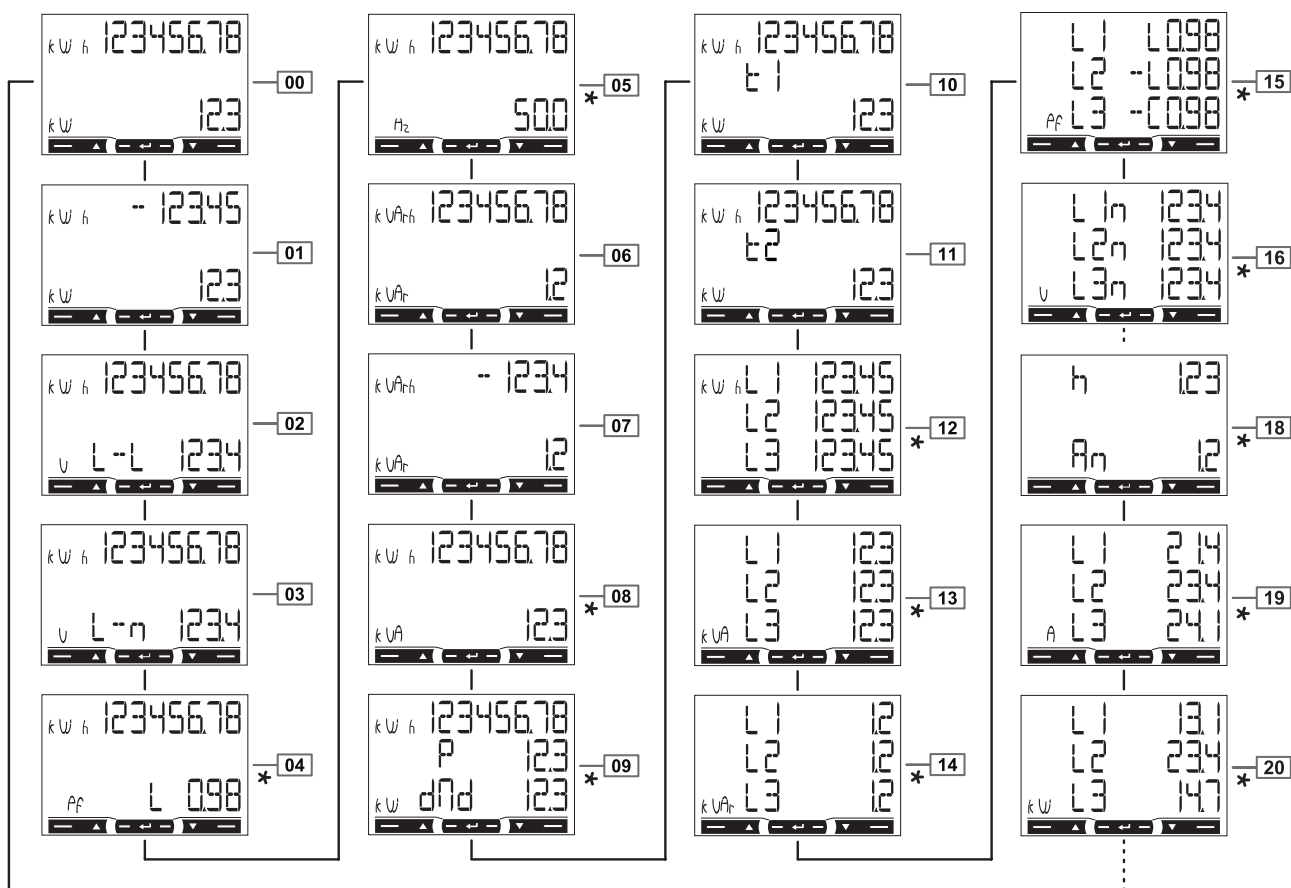 kWh 123456.78
00
kW 12.3
kWh -123.45
01
kW 12.3
kWh 123456.78
02
V L-L 123.4
kWh 123456.78
03
V L-n 123.4
kWh 123456.78
* 04
Pf L 0.98
kWh 123456.78
* 05
Hz 50.0
kVArh 123456.78
06
kVAr 1.2
kVArh -123.4
07
kVAr 1.2
kWh 123456.78
* 08
kVA 12.3
kWh 123456.78
P 12.3
* 09
kW dMd 12.3
kWh 123456.78
t1
10
kW 12.3
kWh 123456.78
t2
11
kW 12.3
kWh L1 123.45
L2 123.45
* 12
L3 123.45
L1 12.3
L2 12.3
* 13
kVA L3 12.3
L1 1.2
L2 1.2
* 14
kVAr L3 1.2
L1 L0.98
L2 -L0.98
* 15
Pf L3 -C0.98
L1n 123.4
L2n 123.4
* 16
V L3n 123.4
h 1.23
* 18
An 1.2
L1 21.4
L2 23.4
* 19
A L3 24.1
L1 13.1
L2 23.4
* 20
kW L3 14.7